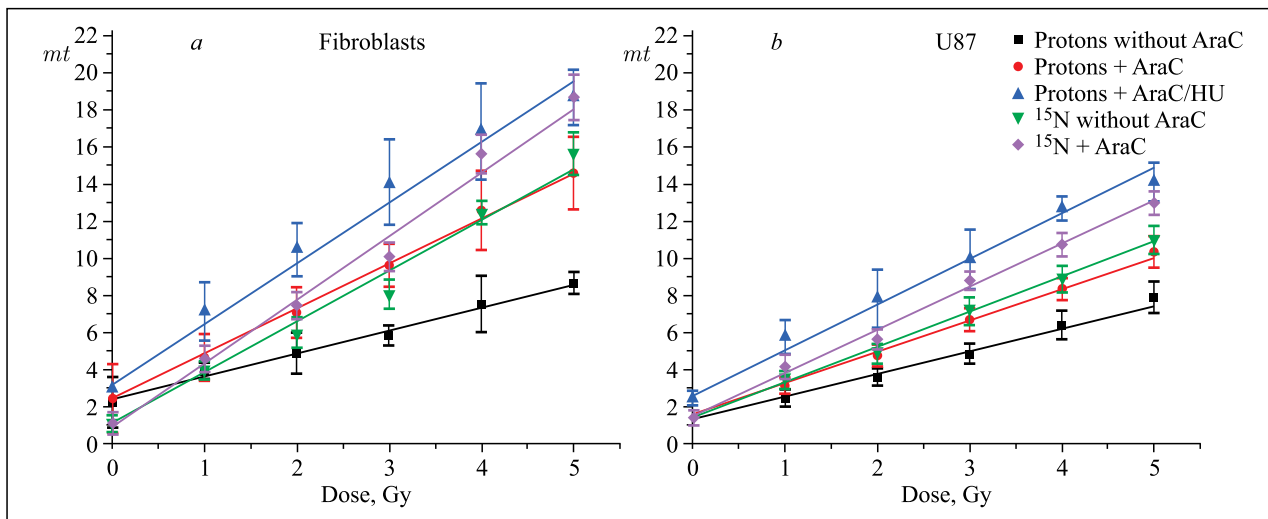 a Fibroblasts
mt
22
20
18
16
14
12
10
8
6
4
2
0
0 1 2 3 4 5
Dose, Gy
b U87
mt
22
20
18
16
14
12
10
8
6
4
2
0
0 1 2 3 4 5
Dose, Gy
Protons without AraC
Protons + AraC
Protons + AraC/HU
¹⁵N without AraC
¹⁵N + AraC